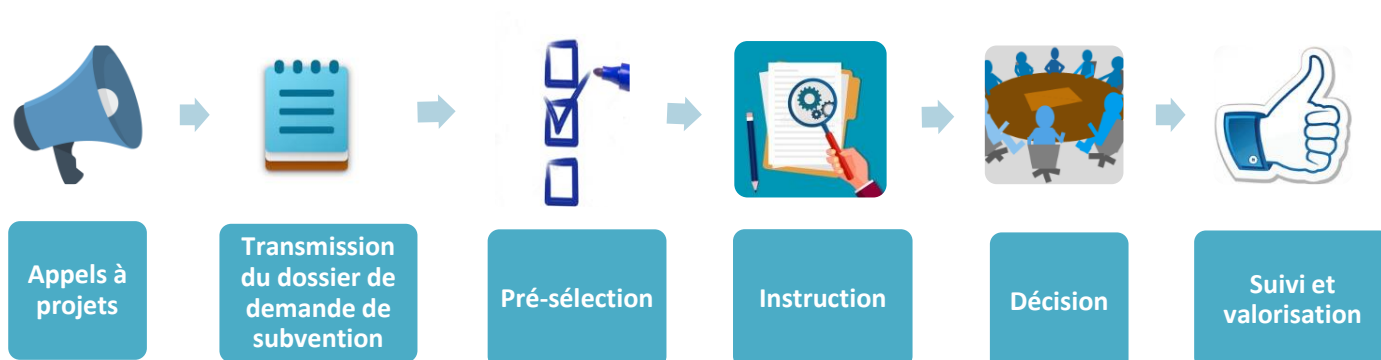 Appels à
projets
Transmission
du dossier de
demande de
subvention
Pré-sélection
Instruction
Décision
Suivi et
valorisation